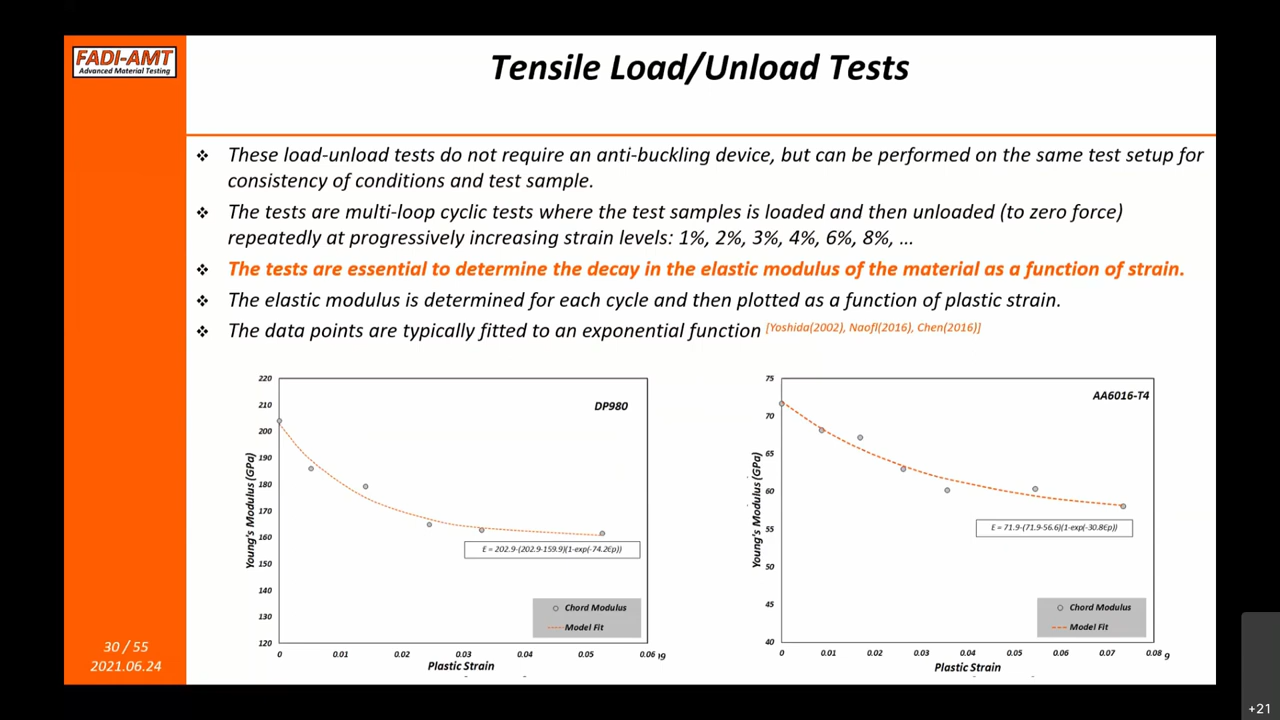 FADI-AMT
Advanced Material Testing
Tensile Load/Unload Tests
These load-unload tests do not require an anti-buckling device, but can be performed on the same test setup for
consistency of conditions and test sample.
The tests are multi-loop cyclic tests where the test samples is loaded and then unloaded (to zero force)
repeatedly at progressively increasing strain levels: 1%, 2%, 3%, 4%, 6%, 8%, ...
The tests are essential to determine the decay in the elastic modulus of the material as a function of strain.
The elastic modulus is determined for each cycle and then plotted as a function of plastic strain.
The data points are typically fitted to an exponential function [Yoshida(2002), Naofl(2016), Chen(2016)]
220
210
200
190
180
170
160
150
140
130
120
Young's Modulus (GPa)
DP980
E = 202.9-(202.9-159.9)(1-exp(-74.2Єp))
Chord Modulus
Model Fit
0 0.01 0.02 0.03 0.04 0.05 0.06
Plastic Strain
75
70
65
60
55
50
45
40
Young's Modulus (GPa)
AA6016-T4
E = 71.9-(71.9-56.6)(1-exp(-30.8Єp))
Chord Modulus
Model Fit
0 0.01 0.02 0.03 0.04 0.05 0.06 0.07 0.08
Plastic Strain
30 / 55
2021.06.24
+21